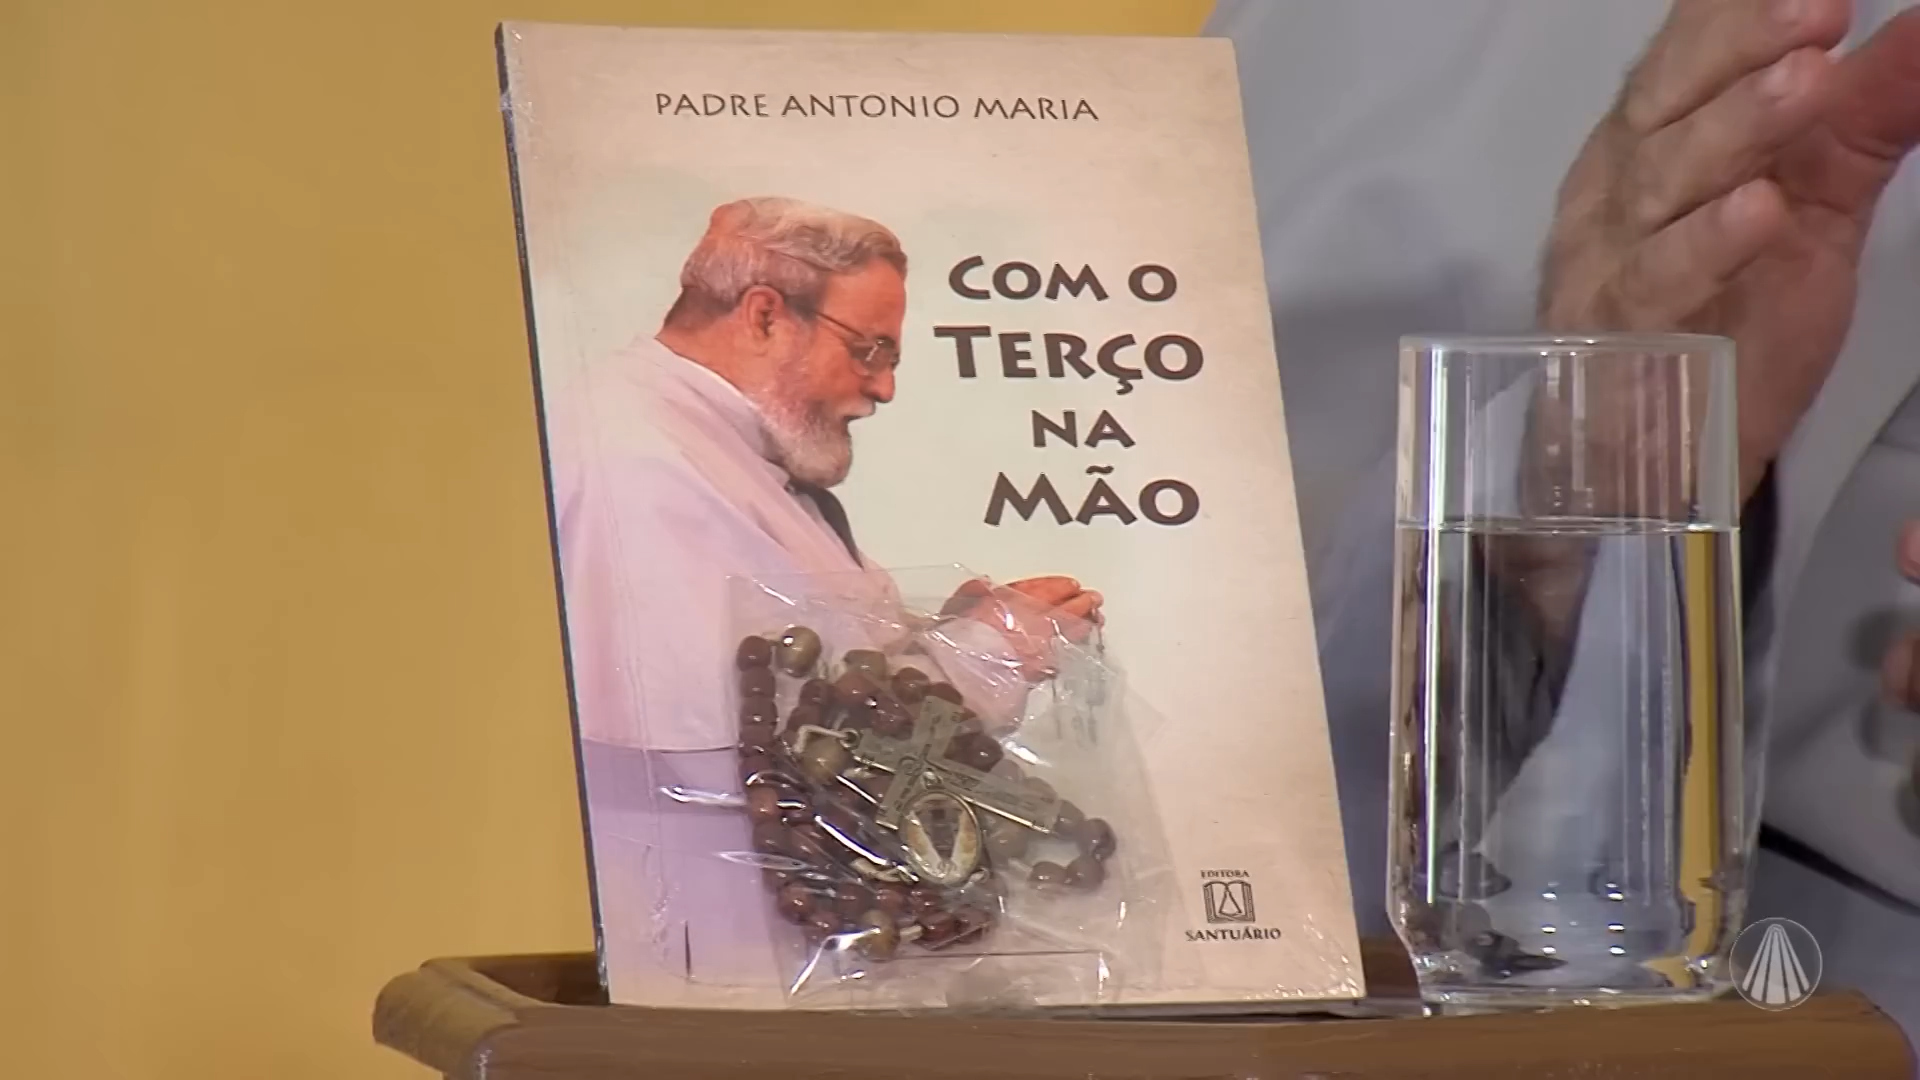 PADRE ANTONIO MARIA
COM O
TERÇO
NA
MÃO
EDITORA
SANTUÁRIO